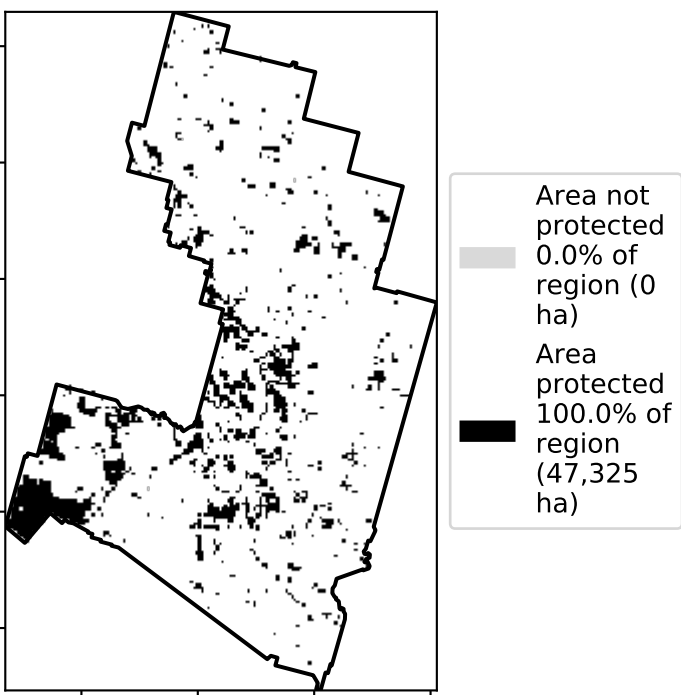 Area not
protected
0.0% of
region (0
ha)
Area
protected
100.0% of
region
(47,325
ha)